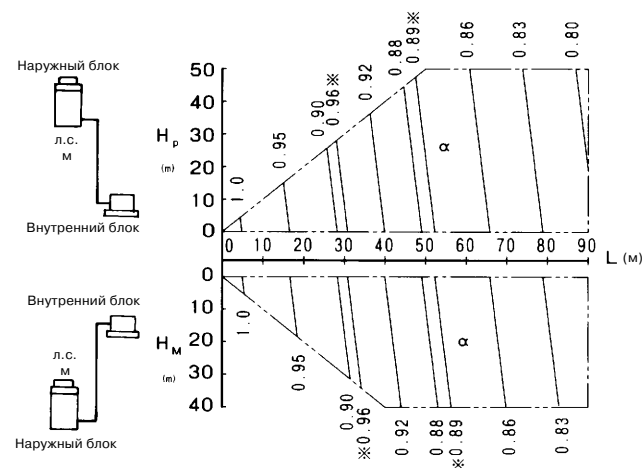 1.0
0.95
0.90
0.96※
0.92
0.88
0.89※
0.86
0.83
0.80
Наружный блок
л.с.
м
Внутренний блок
Hp
(m)
50
40
30
20
10
0
α
0 10 20 30 40 50 60 70 80 90
L (м)
Внутренний блок
л.с.
м
Наружный блок
HM
(m)
0
10
20
30
40
α
1.0
0.95
0.90
※0.96
0.92
0.88
※0.89
0.86
0.83